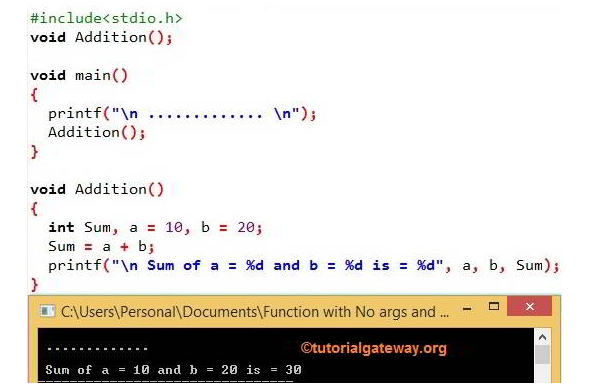 #include<stdio.h>
void Addition();
void main()
{
printf("\n ............. \n");
Addition();
}
void Addition()
{
int Sum, a = 10, b = 20;
Sum = a + b;
printf("\n Sum of a = %d and b = %d is = %d", a, b, Sum);
}
C:\Users\Personal\Documents\Function with No args and ...
.............
©tutorialgateway.org
Sum of a = 10 and b = 20 is = 30